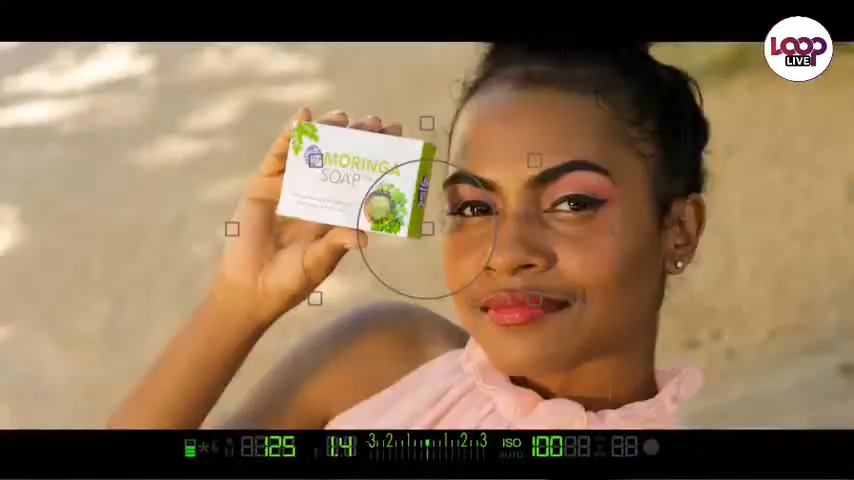 LOOP
LIVE
MORINGA
SOAP
125 1.4 -3 2 1 1 2 3 ISO AUTO 100